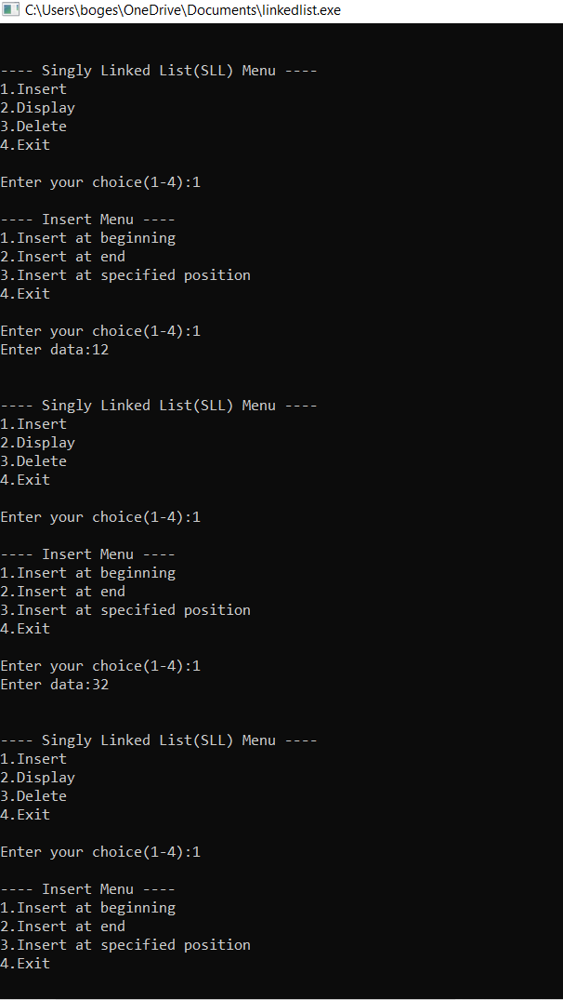 C:\Users\boges\OneDrive\Documents\linkedlist.exe
---- Singly Linked List(SLL) Menu ----
1.Insert
2.Display
3.Delete
4.Exit
Enter your choice(1-4):1
---- Insert Menu ----
1.Insert at beginning
2.Insert at end
3.Insert at specified position
4.Exit
Enter your choice(1-4):1
Enter data:12
---- Singly Linked List(SLL) Menu ----
1.Insert
2.Display
3.Delete
4.Exit
Enter your choice(1-4):1
---- Insert Menu ----
1.Insert at beginning
2.Insert at end
3.Insert at specified position
4.Exit
Enter your choice(1-4):1
Enter data:32
---- Singly Linked List(SLL) Menu ----
1.Insert
2.Display
3.Delete
4.Exit
Enter your choice(1-4):1
---- Insert Menu ----
1.Insert at beginning
2.Insert at end
3.Insert at specified position
4.Exit